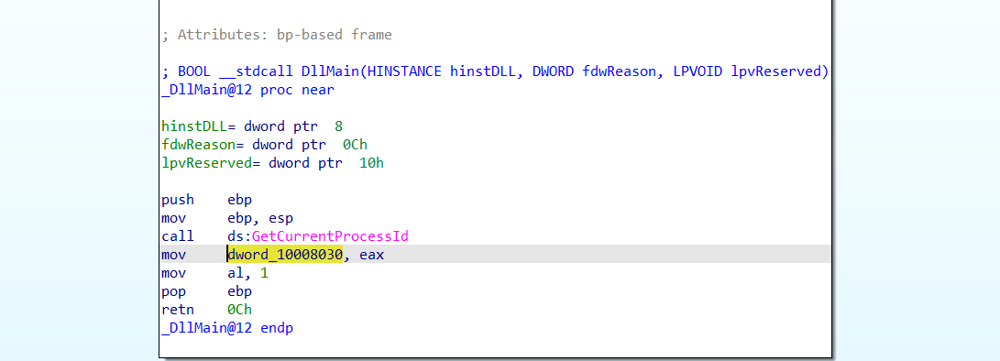 ; Attributes: bp-based frame
; BOOL __stdcall DllMain(HINSTANCE hinstDLL, DWORD fdwReason, LPVOID lpvReserved)
_DllMain@12 proc near
hinstDLL= dword ptr  8
fdwReason= dword ptr  0Ch
lpvReserved= dword ptr  10h
push    ebp
mov     ebp, esp
call    ds:GetCurrentProcessId
mov     dword_10008030, eax
mov     al, 1
pop     ebp
retn    0Ch
_DllMain@12 endp